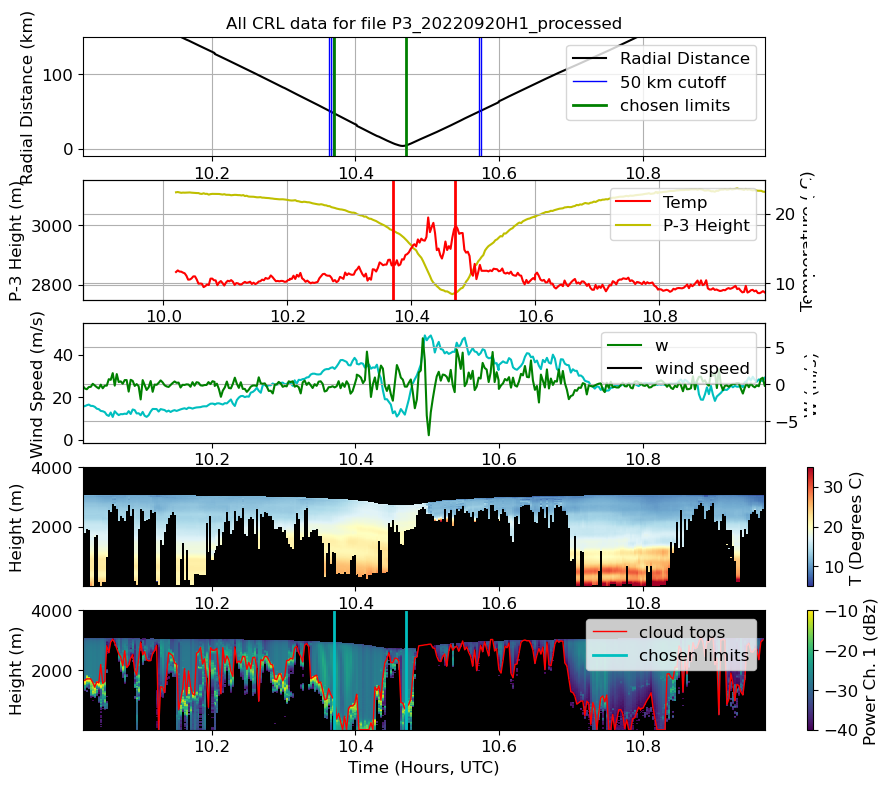 All CRL data for file P3_20220920H1_processed
Radial Distance (km)
100
0
Radial Distance
50 km cutoff
chosen limits
10.2 10.4 10.6 10.8
P-3 Height (m)
3000
2800
Temp
P-3 Height
20
10
10.0 10.2 10.4 10.6 10.8
Wind Speed (m/s)
40
20
0
w
wind speed
5
0
−5
10.2 10.4 10.6 10.8
Height (m)
4000
2000
10.2 10.4 10.6 10.8
30
20
10
T (Degrees C)
Height (m)
4000
2000
cloud tops
chosen limits
10.2 10.4 10.6 10.8
Time (Hours, UTC)
−10
−20
−30
−40
Power Ch. 1 (dBz)